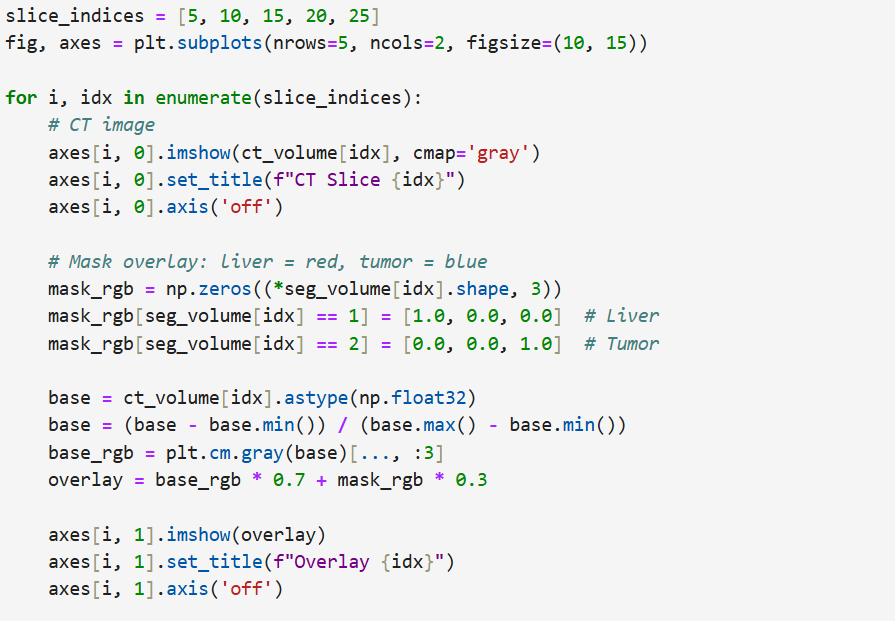 slice_indices = [5, 10, 15, 20, 25]
fig, axes = plt.subplots(nrows=5, ncols=2, figsize=(10, 15))

for i, idx in enumerate(slice_indices):
    # CT image
    axes[i, 0].imshow(ct_volume[idx], cmap='gray')
    axes[i, 0].set_title(f"CT Slice {idx}")
    axes[i, 0].axis('off')

    # Mask overlay: liver = red, tumor = blue
    mask_rgb = np.zeros((*seg_volume[idx].shape, 3))
    mask_rgb[seg_volume[idx] == 1] = [1.0, 0.0, 0.0]  # Liver
    mask_rgb[seg_volume[idx] == 2] = [0.0, 0.0, 1.0]  # Tumor

    base = ct_volume[idx].astype(np.float32)
    base = (base - base.min()) / (base.max() - base.min())
    base_rgb = plt.cm.gray(base)[..., :3]
    overlay = base_rgb * 0.7 + mask_rgb * 0.3

    axes[i, 1].imshow(overlay)
    axes[i, 1].set_title(f"Overlay {idx}")
    axes[i, 1].axis('off')